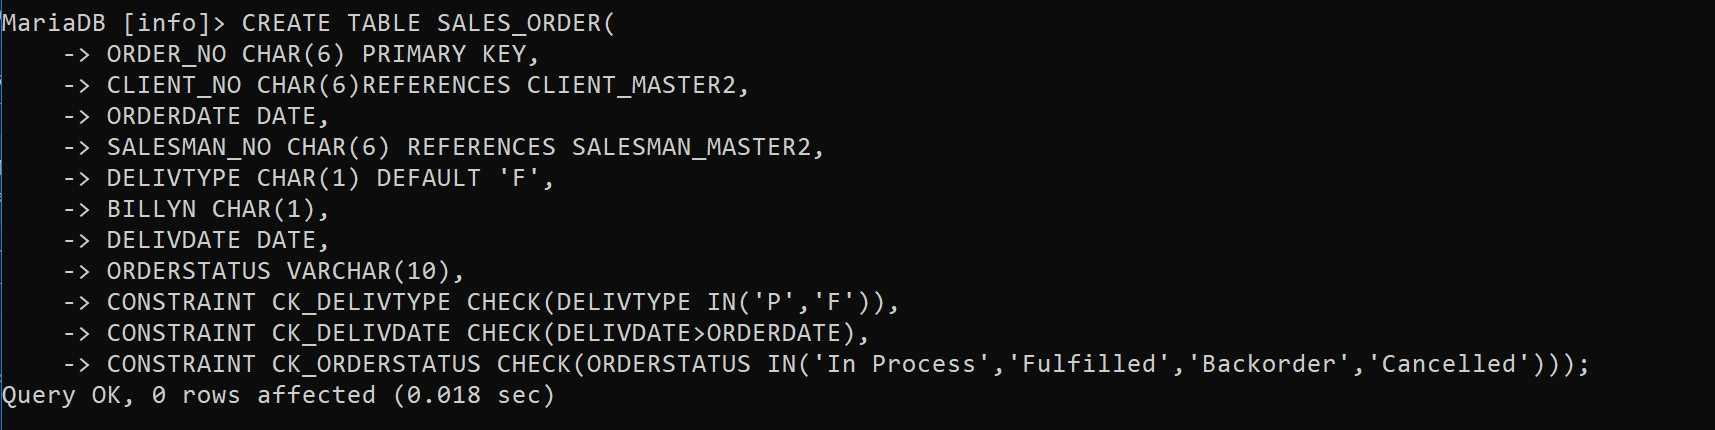 MariaDB [info]> CREATE TABLE SALES_ORDER(
    -> ORDER_NO CHAR(6) PRIMARY KEY,
    -> CLIENT_NO CHAR(6)REFERENCES CLIENT_MASTER2,
    -> ORDERDATE DATE,
    -> SALESMAN_NO CHAR(6) REFERENCES SALESMAN_MASTER2,
    -> DELIVTYPE CHAR(1) DEFAULT 'F',
    -> BILLYN CHAR(1),
    -> DELIVDATE DATE,
    -> ORDERSTATUS VARCHAR(10),
    -> CONSTRAINT CK_DELIVTYPE CHECK(DELIVTYPE IN('P','F')),
    -> CONSTRAINT CK_DELIVDATE CHECK(DELIVDATE>ORDERDATE),
    -> CONSTRAINT CK_ORDERSTATUS CHECK(ORDERSTATUS IN('In Process','Fulfilled','Backorder','Cancelled')));
Query OK, 0 rows affected (0.018 sec)